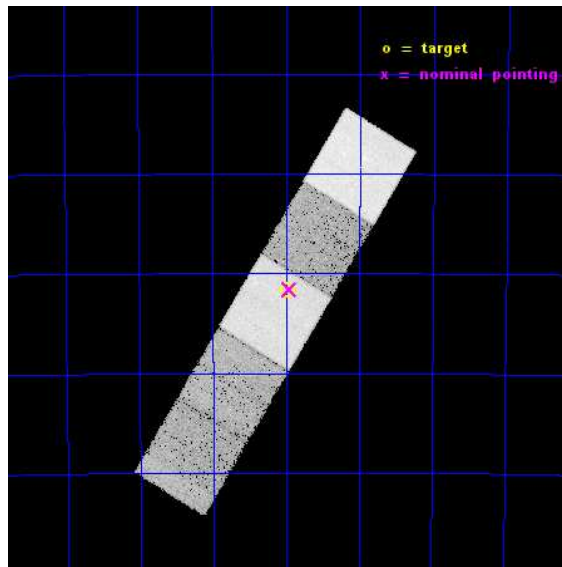 o = target
x = nominal pointing